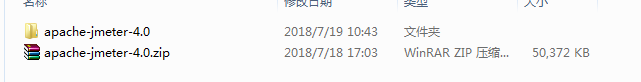 名称 修改日期 类型 大小
apache-jmeter-4.0 2018/7/19 10:43 文件夹
apache-jmeter-4.0.zip 2018/7/18 17:03 WinRAR ZIP 压缩... 50,372 KB